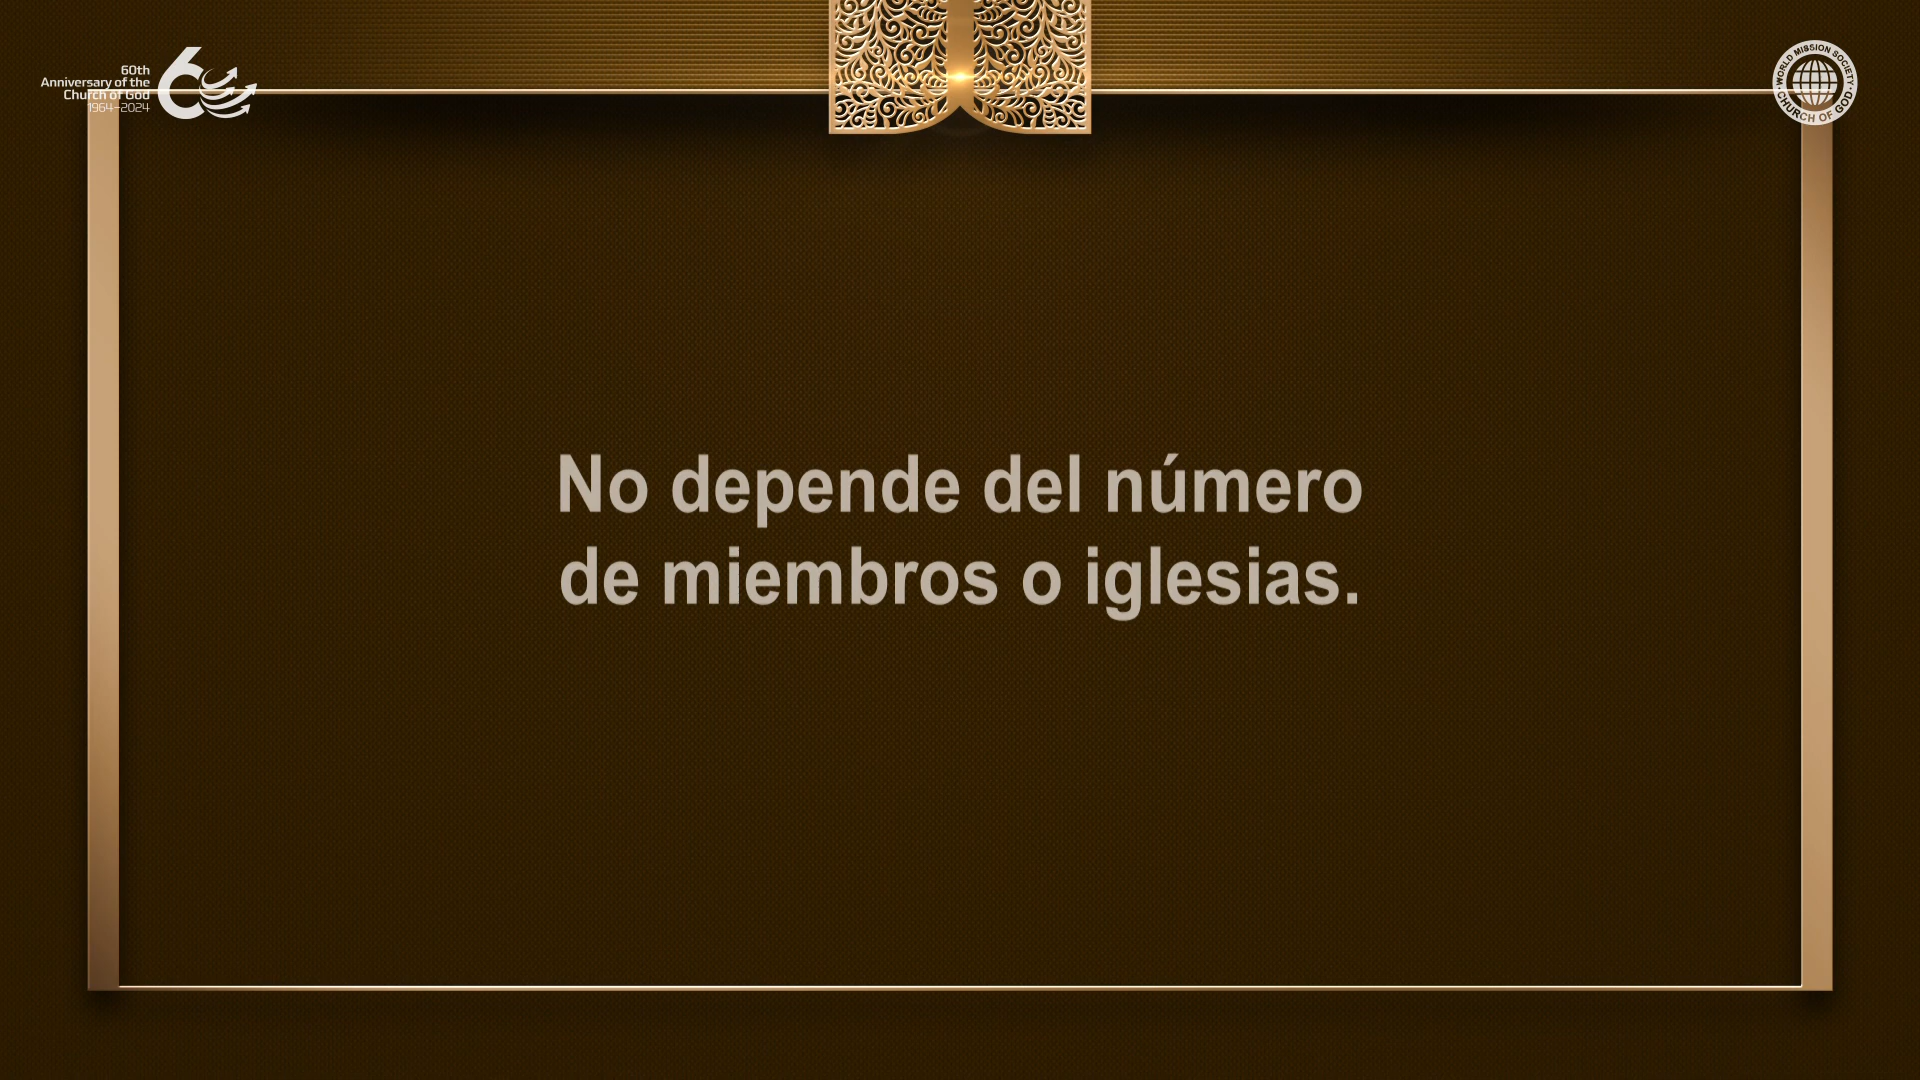 60th
Anniversary of the
Church of God
1964–2024
60
WORLD MISSION SOCIETY
CHURCH OF GOD
No depende del número
de miembros o iglesias.